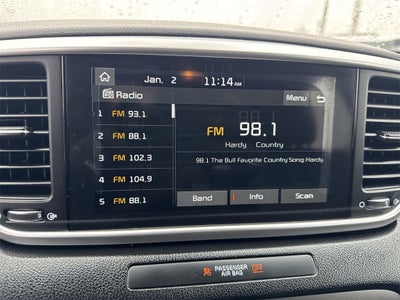 Jan. 2 11:14 AM
Radio
Menu
1 FM 93.1
2 FM 88.1
3 FM 102.3
4 FM 104.9
5 FM 88.1
98.1
FM 98.1
Hardy Country
98.1 The Bull Favorite Country Song Hardy
Band
Info
Scan
PASSENGER
AIR BAG